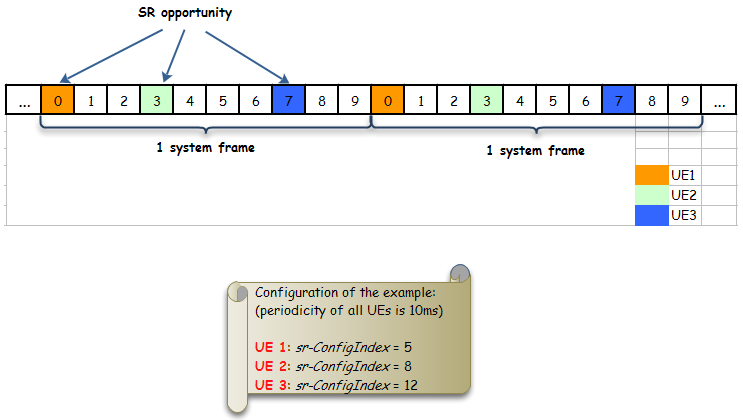 SR opportunity
... 0 1 2 3 4 5 6 7 8 9 0 1 2 3 4 5 6 7 8 9 ...
1 system frame 1 system frame
UE1
UE2
UE3
Configuration of the example:
(periodicity of all UEs is 10ms)
UE 1: sr-ConfigIndex = 5
UE 2: sr-ConfigIndex = 8
UE 3: sr-ConfigIndex = 12